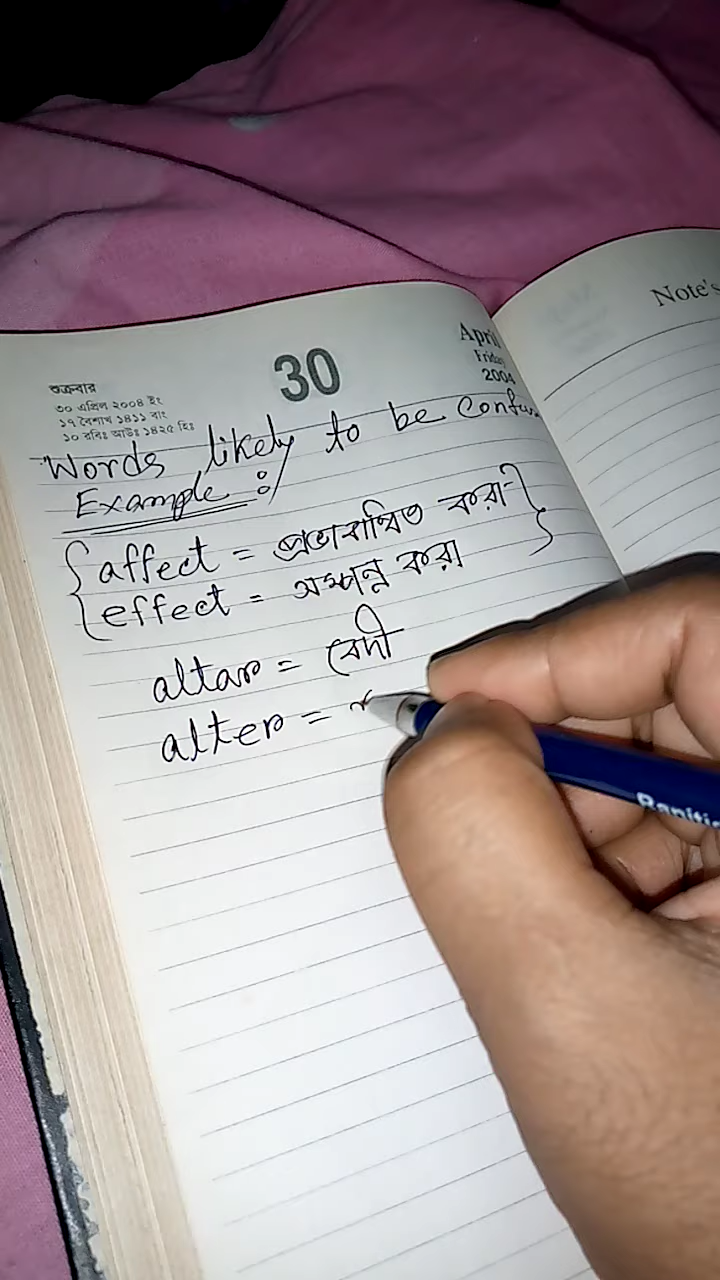 শুক্রবার
৩০ এপ্রিল ২০০৪ ইং
১৭ বৈশাখ ১৪১১ বাং
১০ রবিঃ আউঃ ১৪২৫ হিঃ
30
April
Friday
2004
Note's
Words likely to be
Example :
affect = প্রভাবান্বিত করা
effect = সম্পন্ন করা
altar = বেদী
alter =